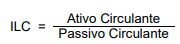 ILC = Ativo Circulante
Passivo Circulante